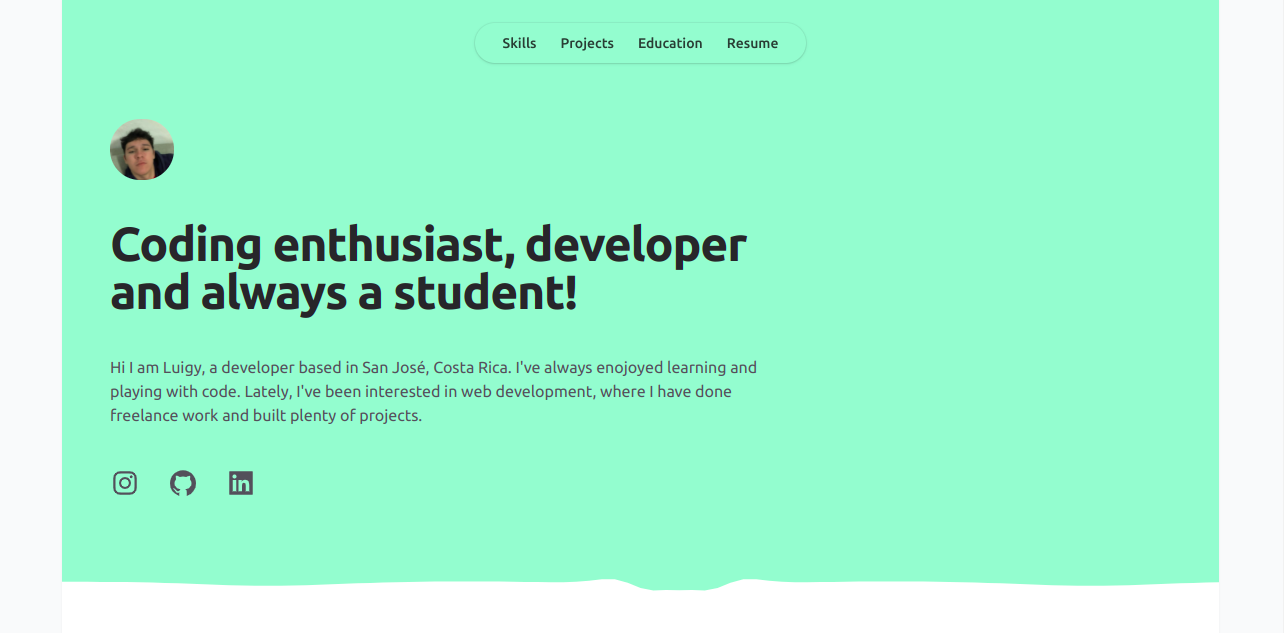 Skills Projects Education Resume
Coding enthusiast, developer
and always a student!
Hi I am Luigy, a developer based in San José, Costa Rica. I've always enojoyed learning and
playing with code. Lately, I've been interested in web development, where I have done
freelance work and built plenty of projects.
in